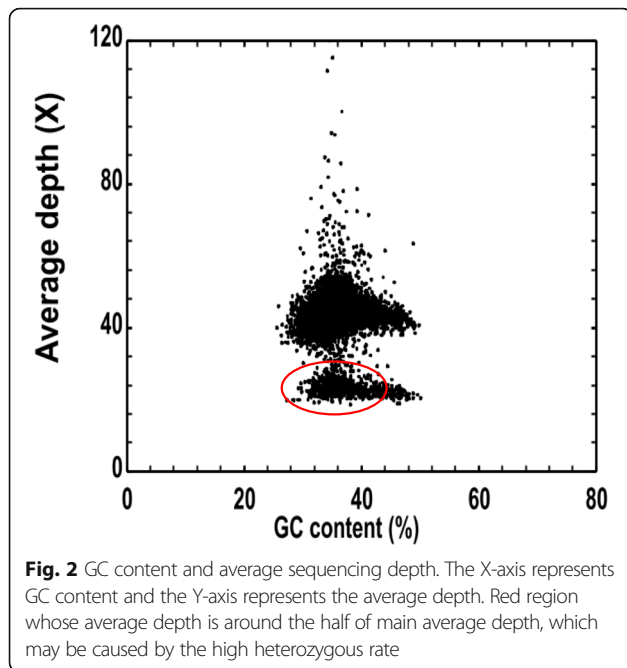 120
80
40
0
Average depth (X)
0
20
40
60
80
GC content (%)
Fig. 2 GC content and average sequencing depth. The X-axis represents
GC content and the Y-axis represents the average depth. Red region
whose average depth is around the half of main average depth, which
may be caused by the high heterozygous rate